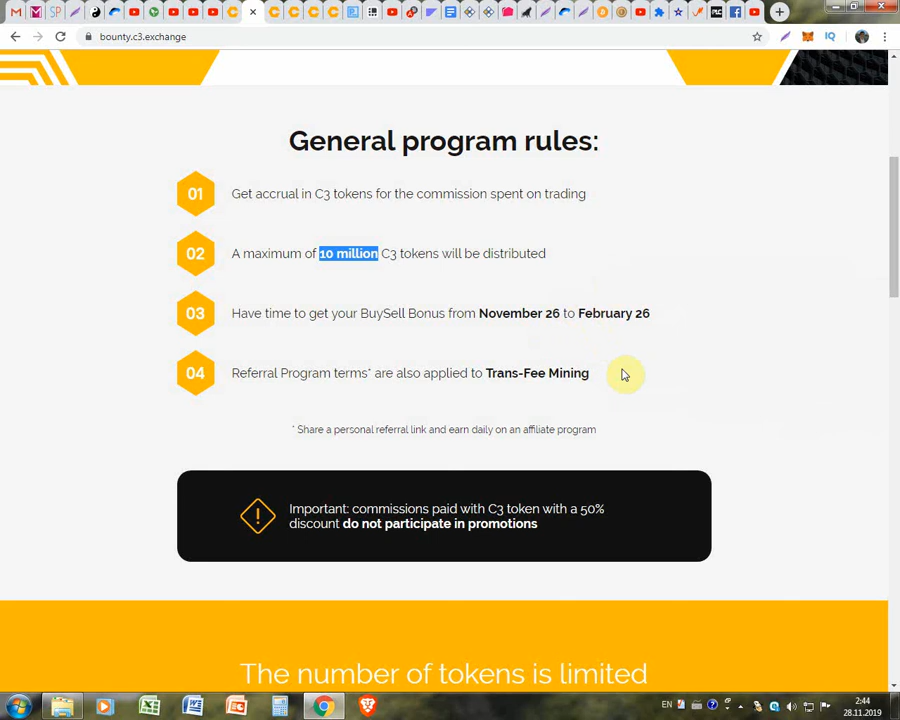 bounty.c3.exchange
General program rules:
01
Get accrual in C3 tokens for the commission spent on trading
02
A maximum of 10 million C3 tokens will be distributed
03
Have time to get your BuySell Bonus from November 26 to February 26
04
Referral Program terms* are also applied to Trans-Fee Mining
* Share a personal referral link and earn daily on an affiliate program
!
Important: commissions paid with C3 token with a 50%
discount do not participate in promotions
The number of tokens is limited
EN
2:44
28.11.2019